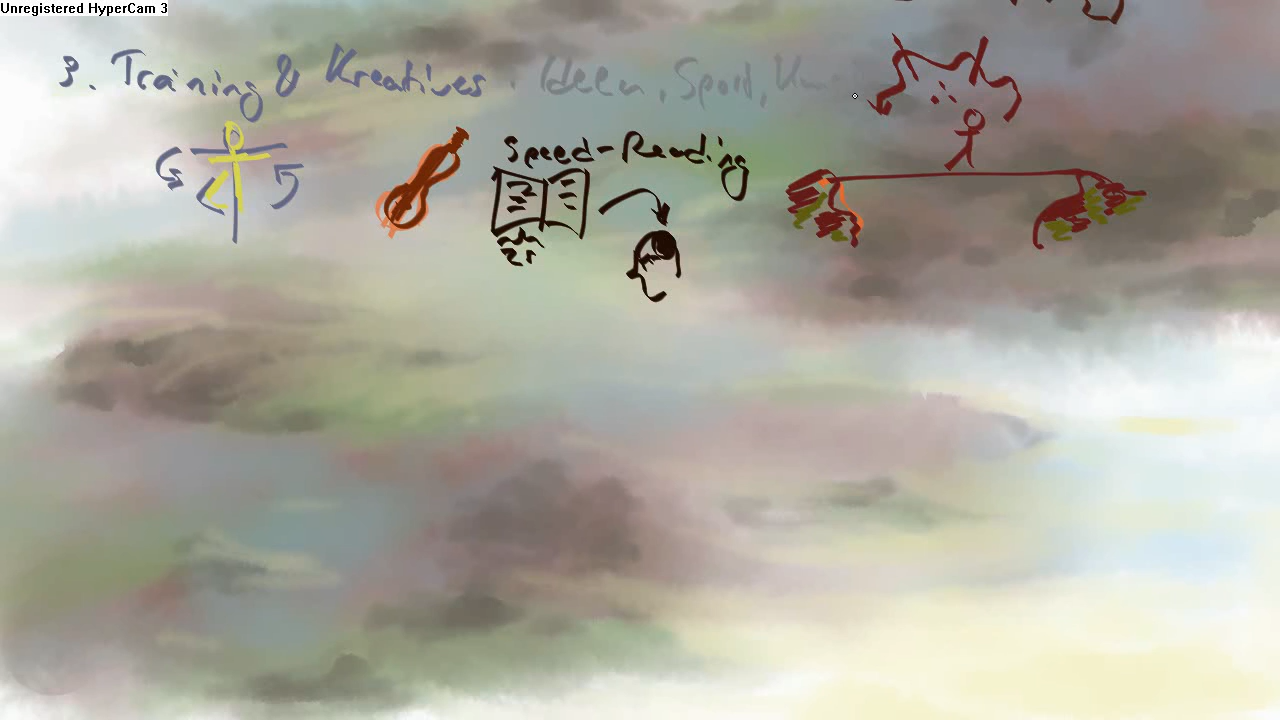 Unregistered HyperCam 3
3. Training & Kreatives. Ideen, Sport,
Speed-Reading